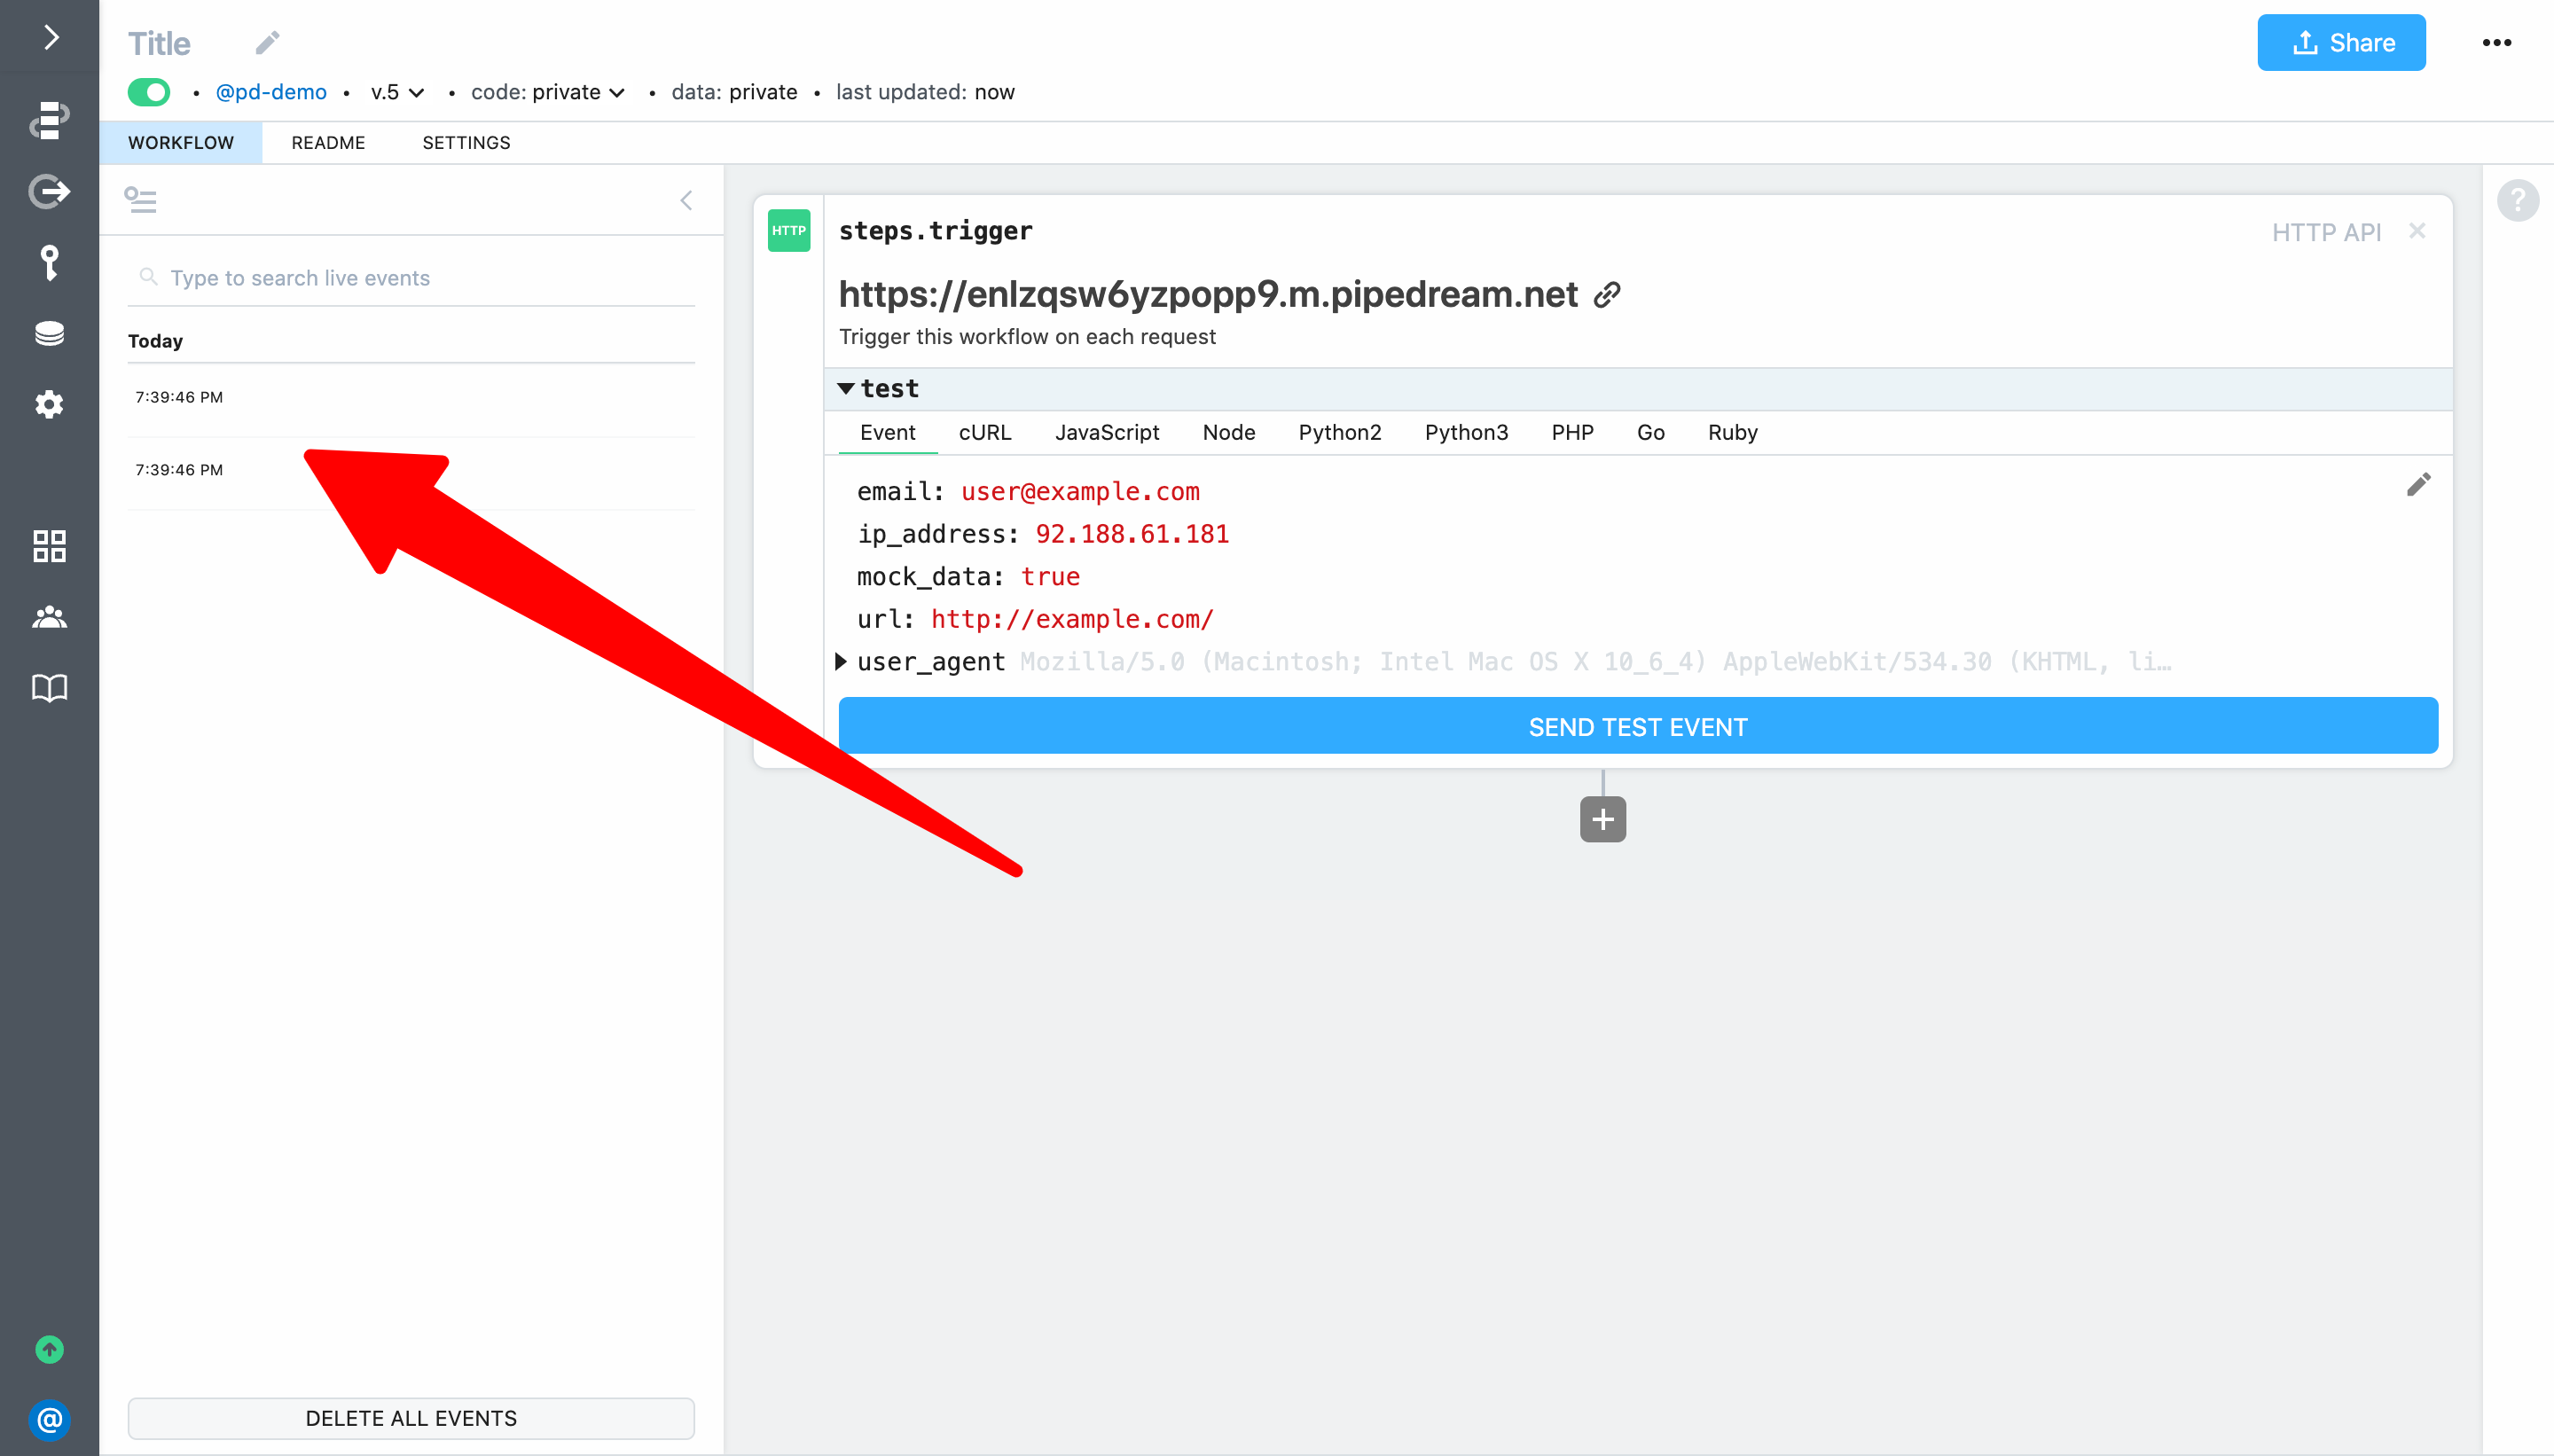 Title
Share
•••
• @pd-demo • v.5 • code: private • data: private • last updated: now
WORKFLOW README SETTINGS
Type to search live events
Today
7:39:46 PM
7:39:46 PM
DELETE ALL EVENTS
@
HTTP
steps.trigger
HTTP API
https://enlzqsw6yzpopp9.m.pipedream.net
Trigger this workflow on each request
test
Event cURL JavaScript Node Python2 Python3 PHP Go Ruby
email: user@example.com
ip_address: 92.188.61.181
mock_data: true
url: http://example.com/
user_agent Mozilla/5.0 (Macintosh; Intel Mac OS X 10_6_4) AppleWebKit/534.30 (KHTML, li…
SEND TEST EVENT
+
?